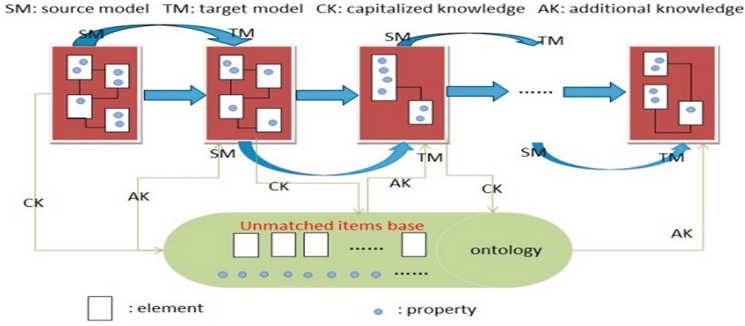 SM: source model TM: target model CK: capitalized knowledge AK: additional knowledge
SM TM SM TM
......
SM TM SM TM
CK AK CK AK CK AK
Unmatched items base
......
ontology
......
: element : property